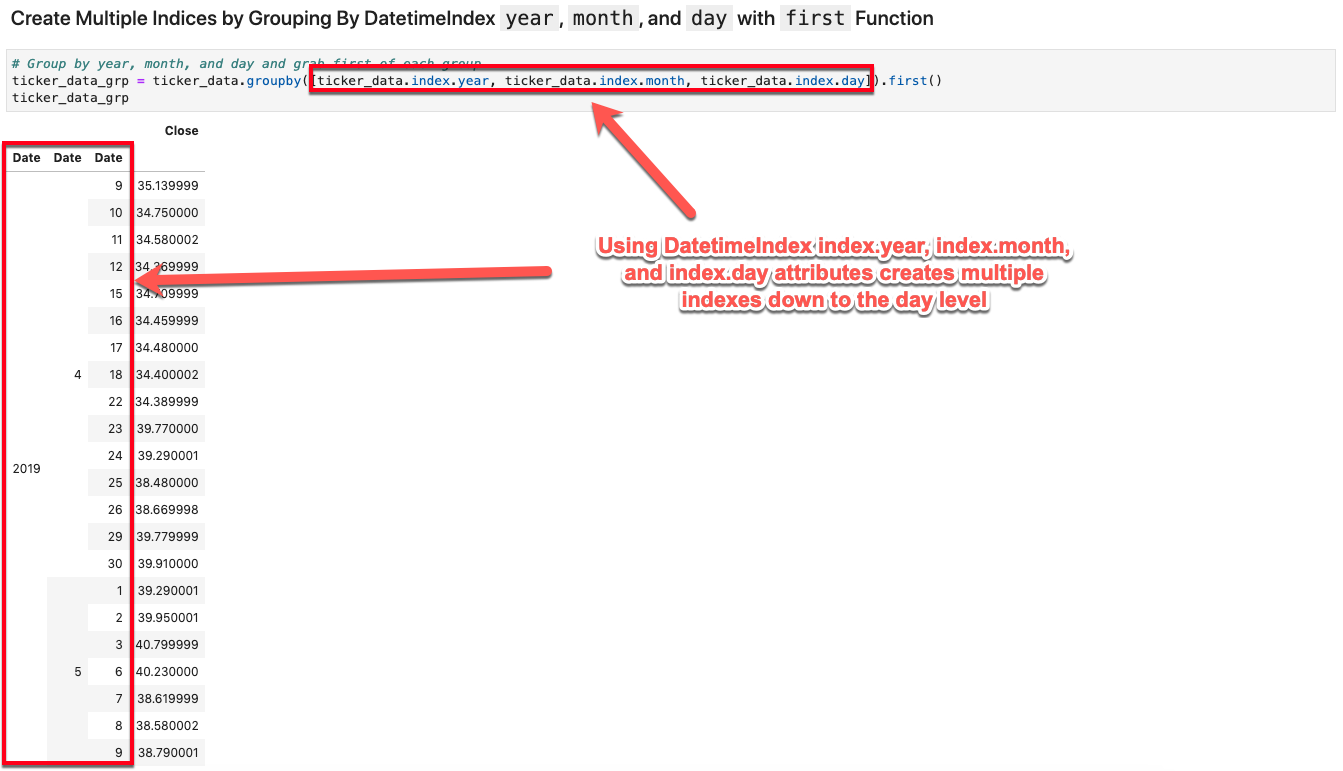 Create Multiple Indices by Grouping By DatetimeIndex year, month, and day with first Function
# Group by year, month, and day and grab first of each group
ticker_data_grp = ticker_data.groupby([ticker_data.index.year, ticker_data.index.month, ticker_data.index.day]).first()
ticker_data_grp
Close
Date Date Date
9 35.139999
10 34.750000
11 34.580002
12
15
16 34.459999
17 34.480000
4 18 34.400002
22 34.389999
23 39.770000
24 39.290001
2019
25 38.480000
26 38.669998
29 39.779999
30 39.910000
1 39.290001
2 39.950001
3 40.799999
5 6 40.230000
7 38.619999
8 38.580002
9 38.790001
Using DatetimeIndex index.year, index.month,
and index.day attributes creates multiple
indexes down to the day level